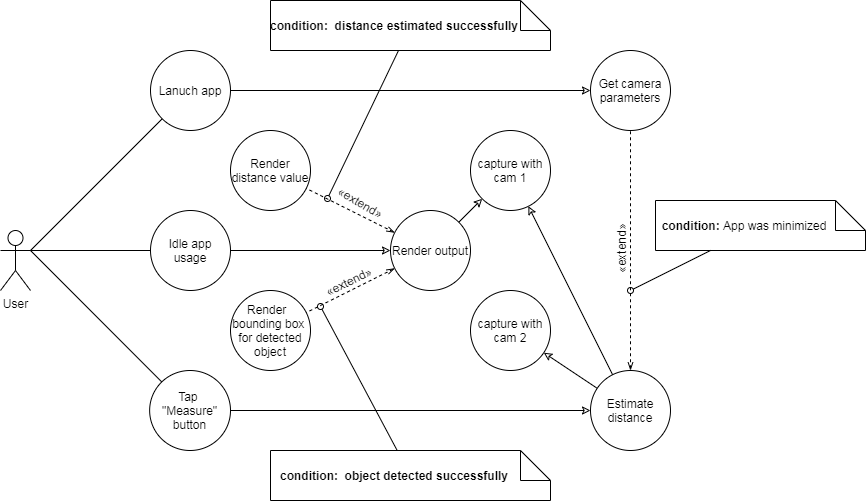 condition:  distance estimated successfully
Lanuch app
Get camera
parameters
Render
distance value
«extend»
capture with
cam 1
condition: App was minimized
«extend»
User
Idle app
usage
Render output
«extend»
Render
bounding box
for detected
object
capture with
cam 2
Tap
"Measure"
button
Estimate
distance
condition:  object detected successfully